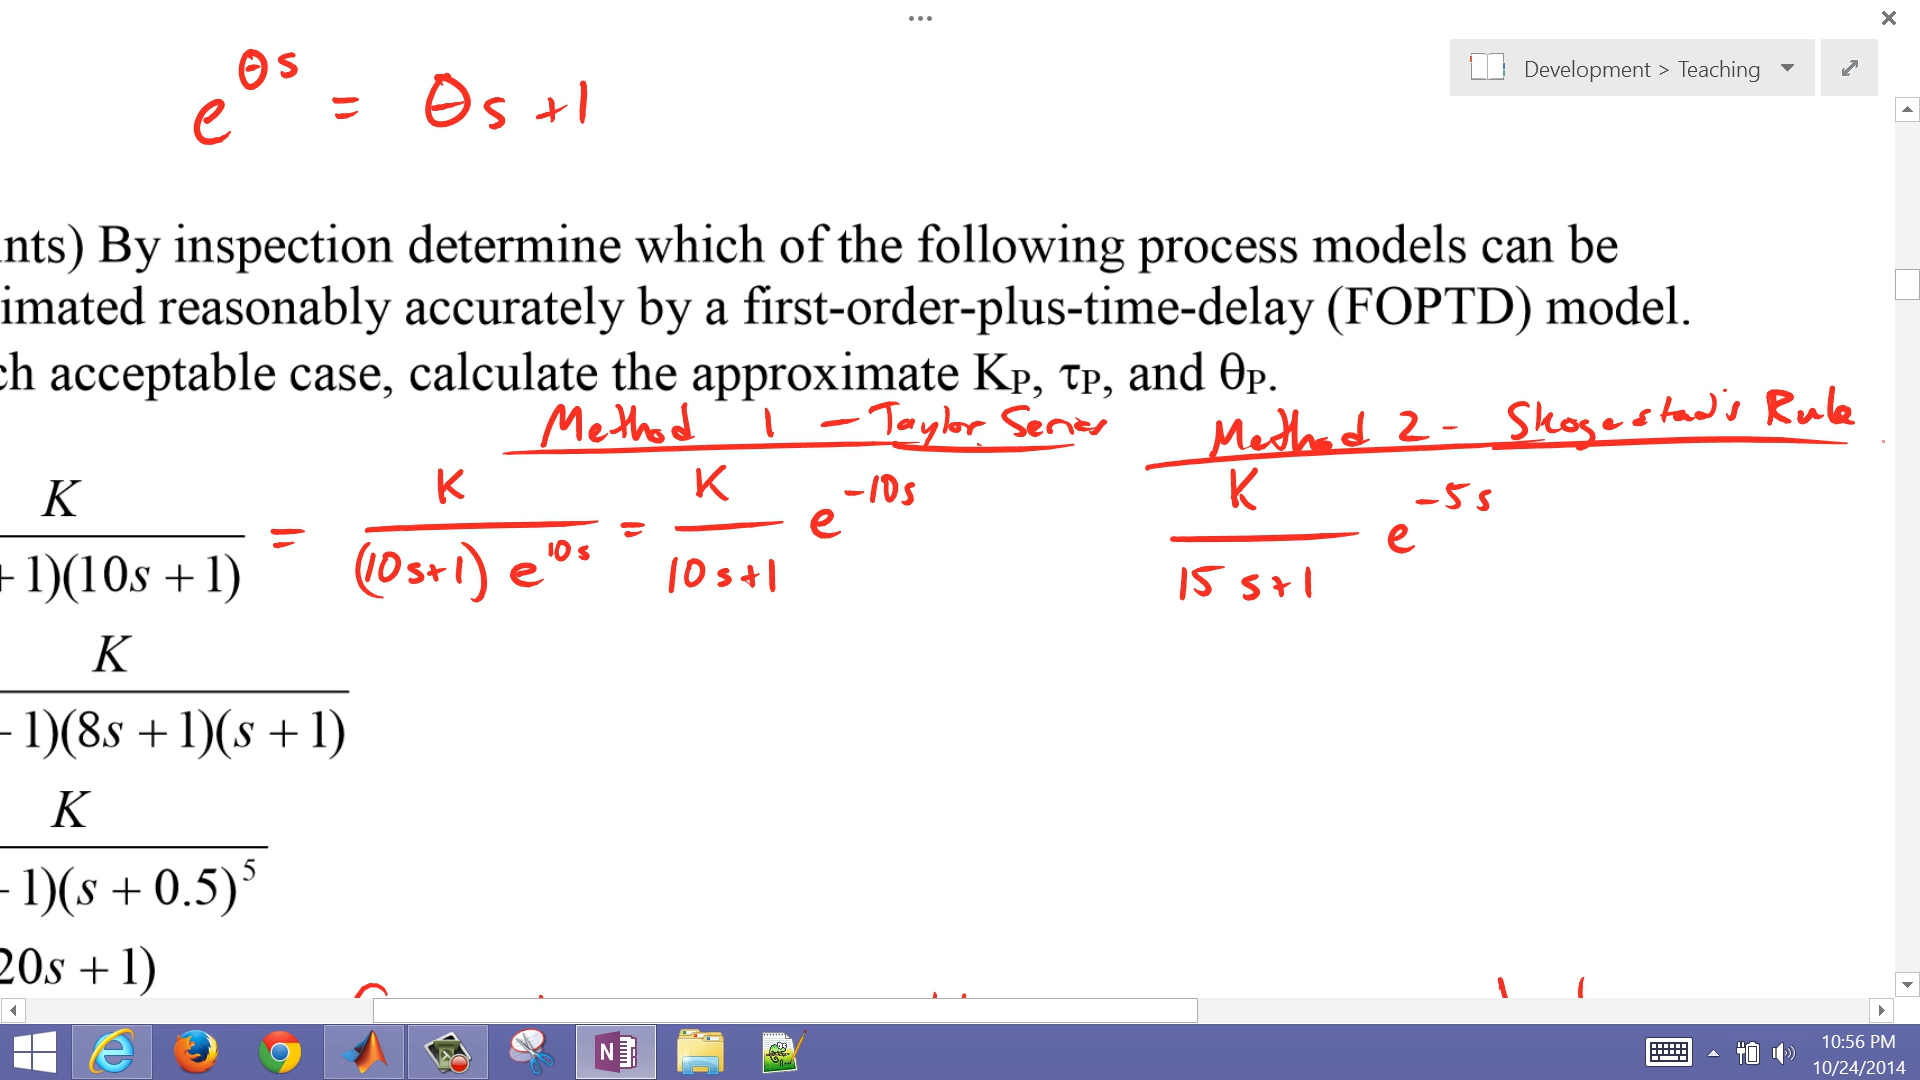 e^{θs} = θs +1
Development > Teaching
nts) By inspection determine which of the following process models can be
imated reasonably accurately by a first-order-plus-time-delay (FOPTD) model.
ch acceptable case, calculate the approximate K_P, τ_P, and θ_P.
Method 1 – Taylor Series
Method 2 - Skogestad's Rule
K / + 1)(10s + 1) = K / (10s+1) e^{10s} = K / 10s+1 e^{-10s}
K / 15s+1 e^{-5s}
K / - 1)(8s + 1)(s + 1)
K / - 1)(s + 0.5)^5
20s + 1)
10:56 PM
10/24/2014